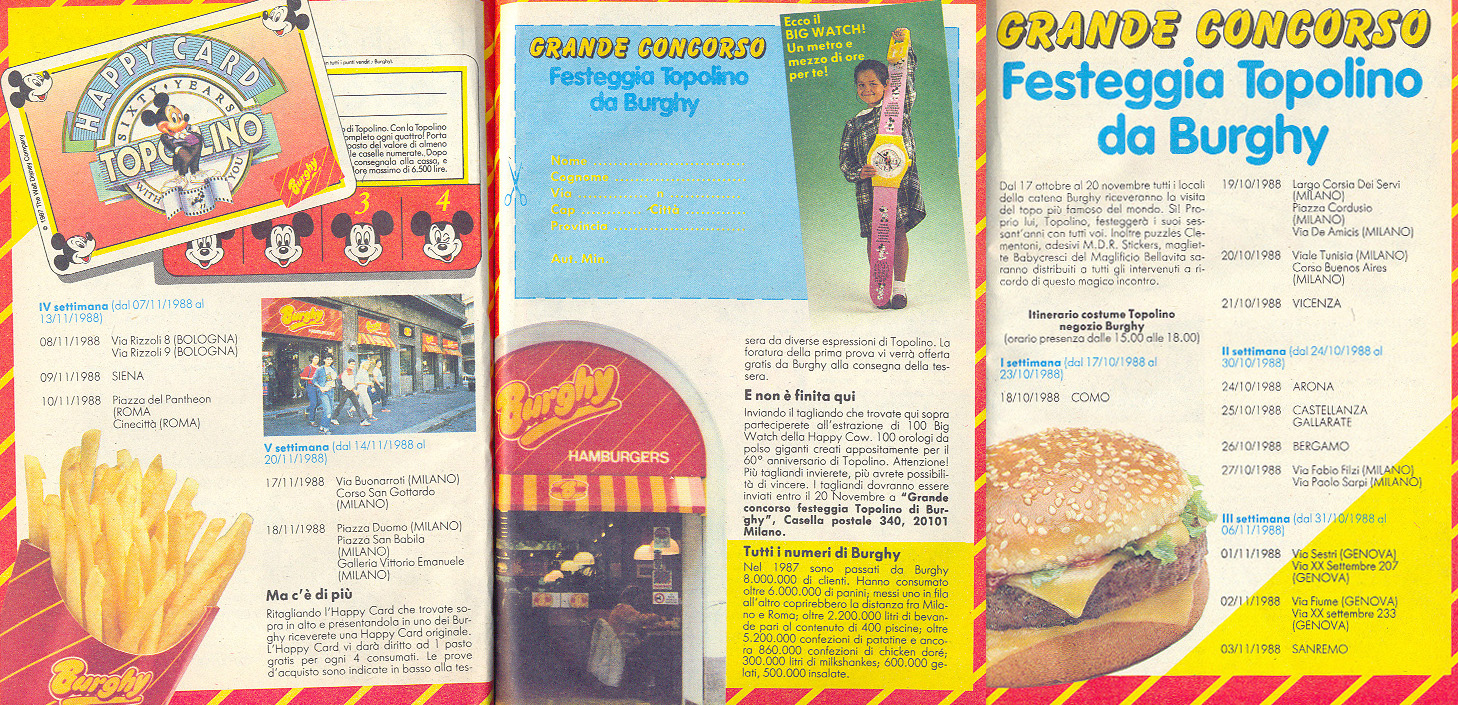 HAPPY CARD
SIXTY YEARS
TOPOLINO
WITH YOU
Burghy
© 1987 The Walt Disney Company
in tutti i punti vendita Burghy.
o di Topolino. Con la Topolino
ompleto ogni quattro! Porta
pasto del valore di almeno
le caselle numerate. Dopo
consegnala alla cassa, e
ore massimo di 6.500 lire.
3 4
IV settimana (dal 07/11/1988 al
13/11/1988)
08/11/1988 Via Rizzoli 8 (BOLOGNA)
Via Rizzoli 9 (BOLOGNA)
09/11/1988 SIENA
10/11/1988 Piazza del Pantheon
(ROMA
Cinecittà (ROMA)
Burghy
Burghy
V settimana (dal 14/11/1988 al
20/11/1988)
17/11/1988 Via Buonarroti (MILANO)
Corso San Gottardo
(MILANO)
18/11/1988 Piazza Duomo (MILANO)
Piazza San Babila
(MILANO)
Galleria Vittorio Emanuele
(MILANO)
Ma c'è di più
Ritagliando l'Happy Card che trovate so-
pra in alto e presentandola in uno dei Bur-
ghy riceverete una Happy Card originale.
L'Happy Card vi darà diritto ad 1 pasto
gratis per ogni 4 consumati. Le prove
d'acquisto sono indicate in basso alla tes-
GRANDE CONCORSO
Festeggia Topolino
da Burghy
Nome
Cognome
Via n.
Cap. Città
Provincia
Aut. Min.
Ecco il
BIG WATCH!
Un metro e
mezzo di ore
per te!
Burghy
HAMBURGERS
sera da diverse espressioni di Topolino. La
foratura della prima prova vi verrà offerta
gratis da Burghy alla consegna della tes-
sera.
E non è finita qui
Inviando il tagliando che trovate qui sopra
parteciperete all'estrazione di 100 Big
Watch della Happy Cow. 100 orologi da
polso giganti creati appositamente per il
60° anniversario di Topolino. Attenzione!
Più tagliandi invierete, più avrete possibili-
tà di vincere. I tagliandi dovranno essere
inviati entro il 20 Novembre a "Grande
concorso festeggia Topolino di Bur-
ghy", Casella postale 340, 20101
Milano.
Tutti i numeri di Burghy
Nel 1987 sono passati da Burghy
8.000.000 di clienti. Hanno consumato
oltre 6.000.000 di panini; messi uno in fila
all'altro coprirebbero la distanza fra Mila-
no e Roma; oltre 2.200.000 litri di bevan-
de pari al contenuto di 400 piscine; oltre
5.200.000 confezioni di patatine e anco-
ra 860.000 confezioni di chicken doré;
300.000 litri di milkshankes; 600.000 ge-
lati, 500.000 insalate.
GRANDE CONCORSO
Festeggia Topolino
da Burghy
Dal 17 ottobre al 20 novembre tutti i locali
della catena Burghy riceveranno la visita
del topo più famoso del mondo. Sì! Pro-
prio lui, Topolino, festeggerà i suoi ses-
sant'anni con tutti voi. Inoltre puzzles Cle-
mentoni, adesivi M.D.R. Stickers, magliet-
te Babycresci del Maglificio Bellavita sa-
ranno distribuiti a tutti gli intervenuti a ri-
cordo di questo magico incontro.
Itinerario costume Topolino
negozio Burghy
(orario presenza dalle 15.00 alle 18.00)
I settimana (dal 17/10/1988 al
23/10/1988)
18/10/1988 COMO
19/10/1988 Largo Corsia Dei Servi
(MILANO)
Piazza Cordusio
(MILANO)
Via De Amicis (MILANO)
20/10/1988 Viale Tunisia (MILANO)
Corso Buenos Aires
(MILANO)
21/10/1988 VICENZA
II settimana (dal 24/10/1988 al
30/10/1988)
24/10/1988 ARONA
25/10/1988 CASTELLANZA
GALLARATE
26/10/1988 BERGAMO
27/10/1988 Via Fabio Filzi (MILANO)
Via Paolo Sarpi (MILANO)
III settimana (dal 31/10/1988 al
06/11/1988)
01/11/1988 Via Sestri (GENOVA)
Via XX Settembre 207
(GENOVA)
02/11/1988 Via Fiume (GENOVA)
Via XX settembre 233
(GENOVA)
03/11/1988 SANREMO